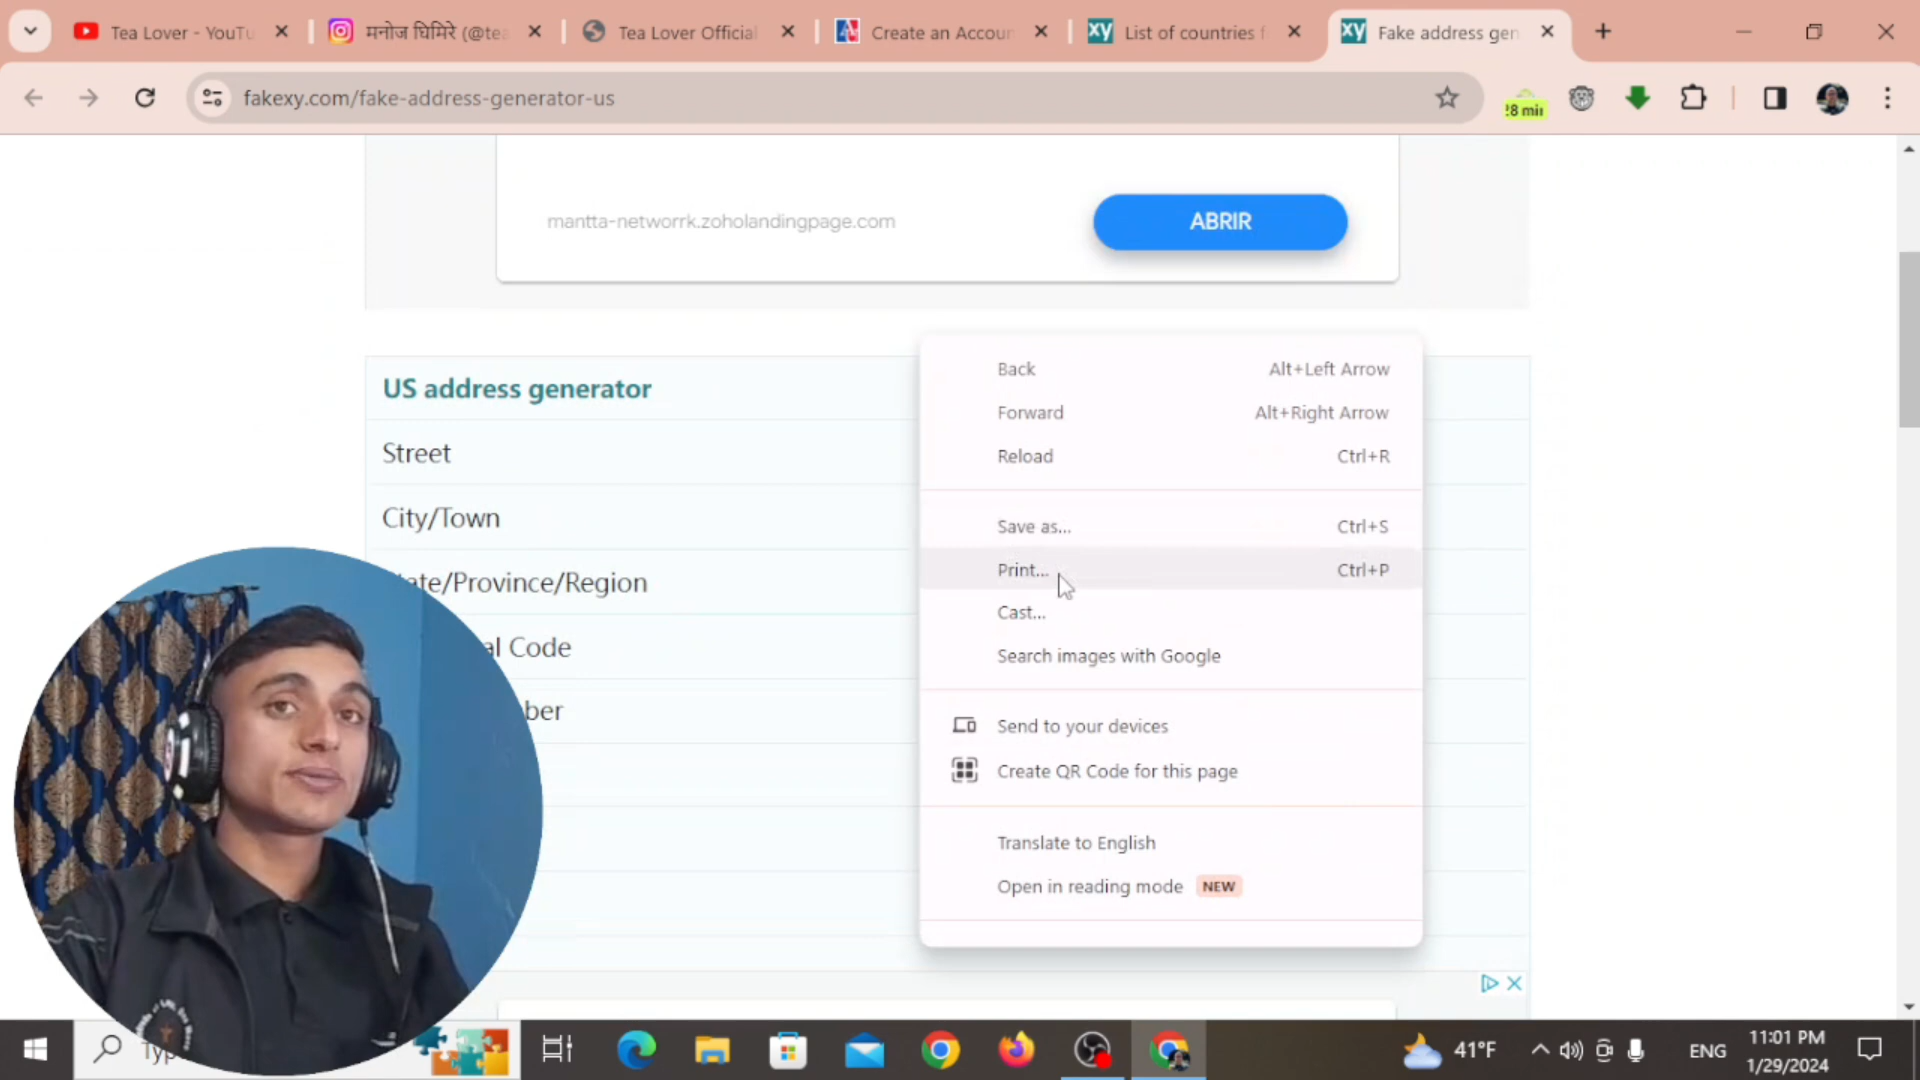 Tea Lover - YouTu
मनोज घिमिरे (@tea
Tea Lover Official
Create an Accoun
List of countries f
Fake address gen
fakexy.com/fake-address-generator-us
28 min
mantta-networrk.zoholandingpage.com
ABRIR
US address generator
Street
City/Town
ate/Province/Region
al Code
ber
Back Alt+Left Arrow
Forward Alt+Right Arrow
Reload Ctrl+R
Save as... Ctrl+S
Print... Ctrl+P
Cast...
Search images with Google
Send to your devices
Create QR Code for this page
Translate to English
Open in reading mode NEW
Typ
41°F
ENG
11:01 PM
1/29/2024